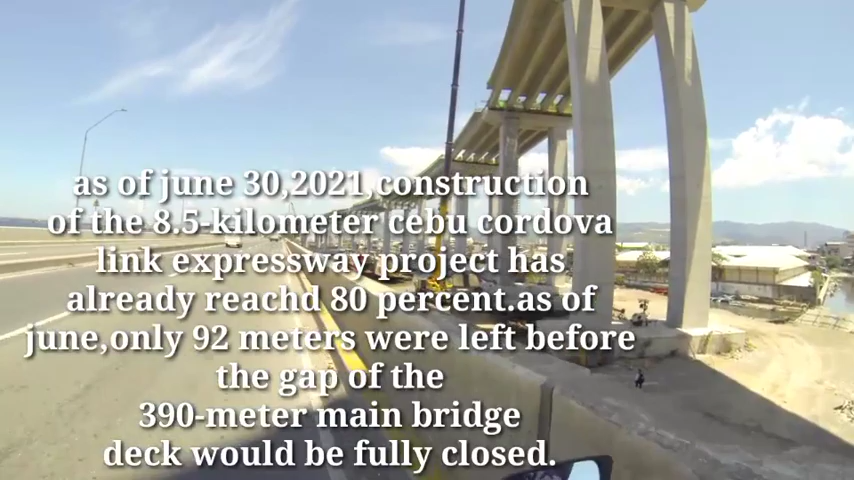 as of june 30,2021,construction
of the 8.5-kilometer cebu cordova
link expressway project has
already reachd 80 percent.as of
june,only 92 meters were left before
the gap of the
390-meter main bridge
deck would be fully closed.